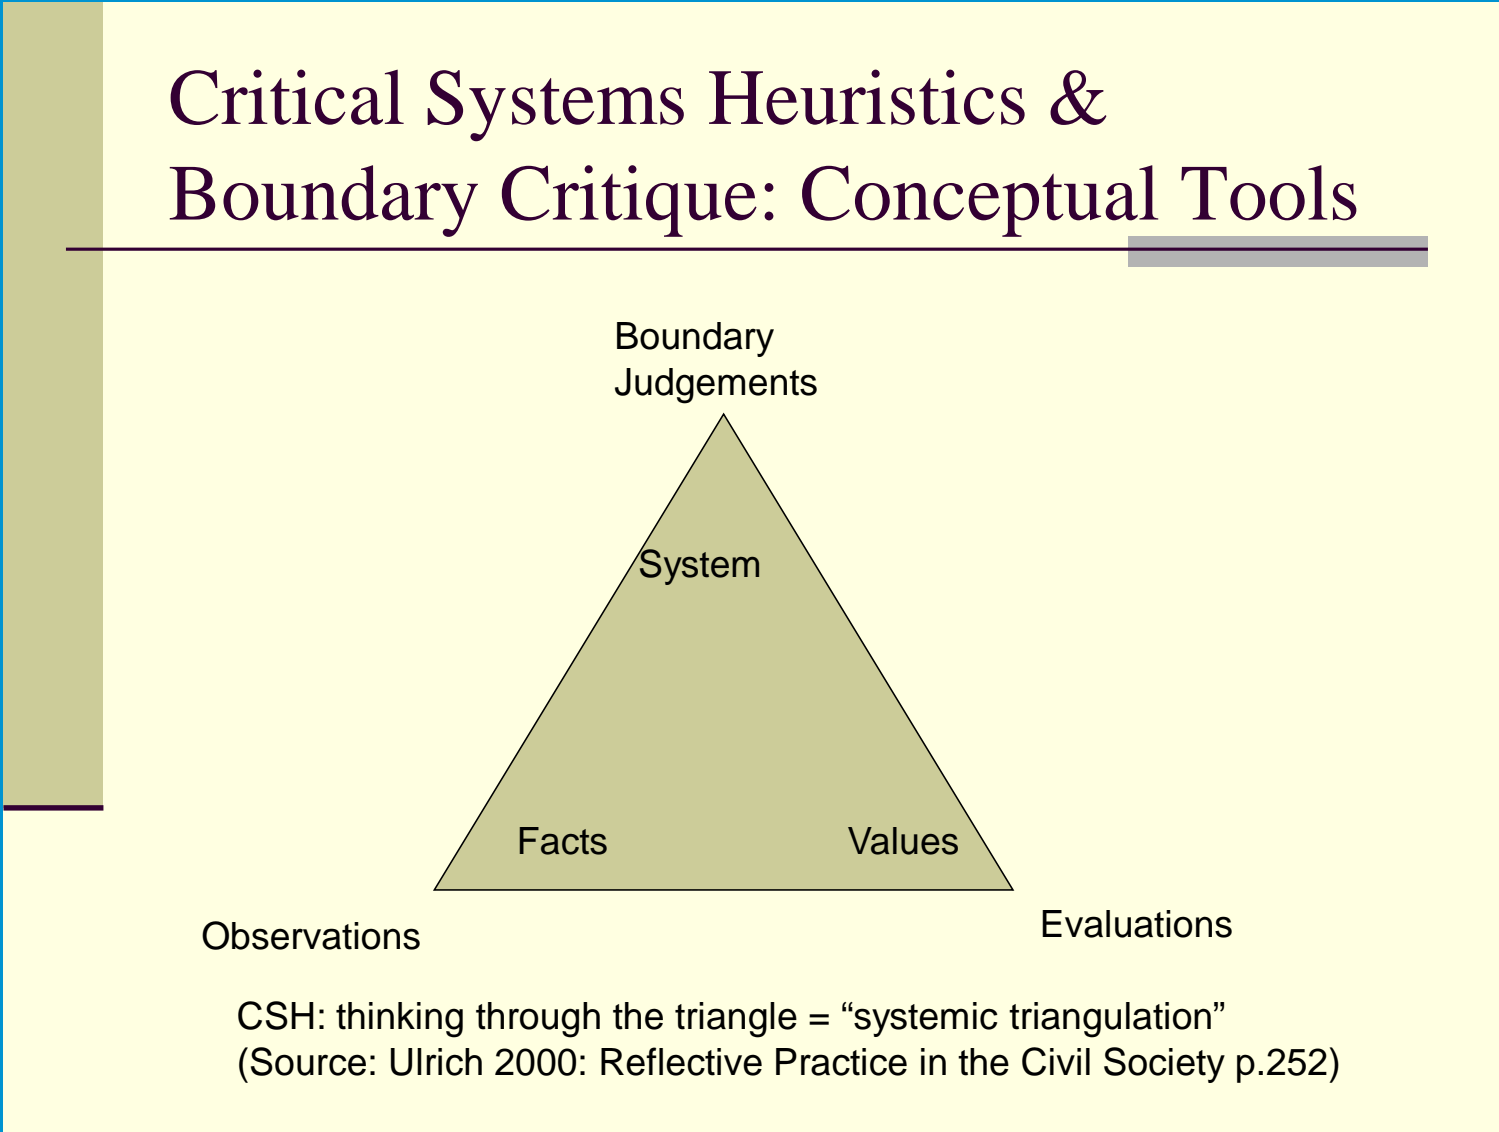 Critical Systems Heuristics &
Boundary Critique: Conceptual Tools
Boundary
Judgements
System
Facts
Values
Observations
Evaluations
CSH: thinking through the triangle = “systemic triangulation”
(Source: Ulrich 2000: Reflective Practice in the Civil Society p.252)